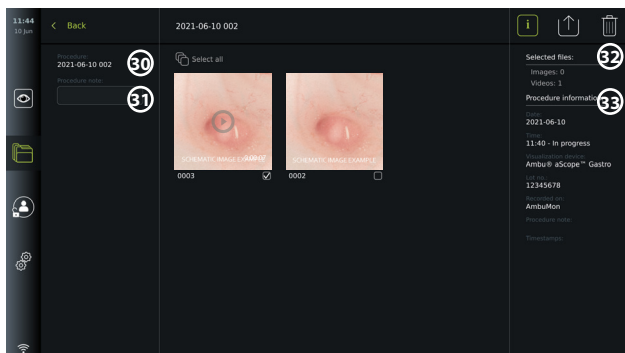 11:44
10 Jun
Back
2021-06-10 002
Procedure:
2021-06-10 002
30
Procedure note:
31
Select all
SCHEMATIC IMAGE EXAMPLE
0003
SCHEMATIC IMAGE EXAMPLE
0002
i
Selected files:
32
Images: 0
Videos: 1
Procedure information
33
Date:
2021-06-10
Time:
11:40 - In progress
Visualization device:
Ambu® aScope™ Gastro
Lot no.:
12345678
Recorded on:
AmbuMon
Procedure note:
Timestamps: